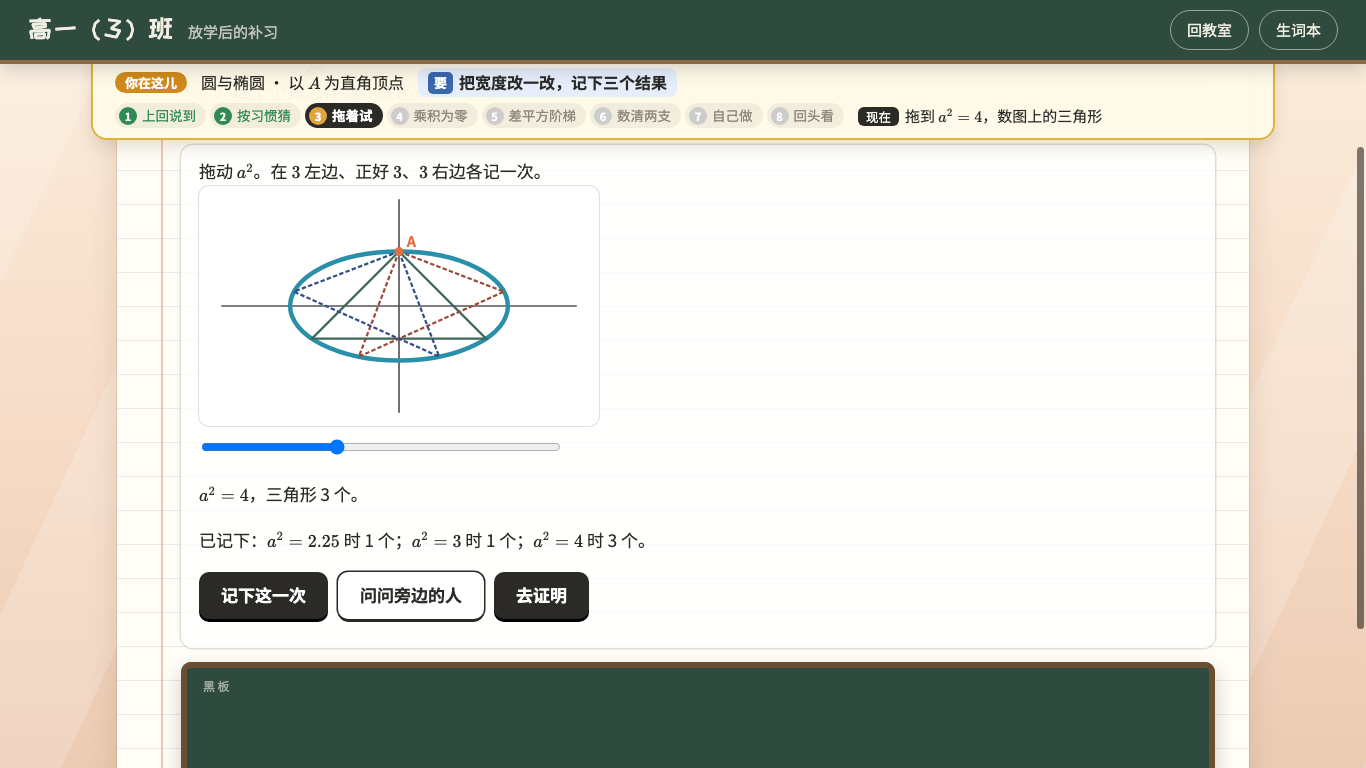 高一（3）班 放学后的补习 回教室 生词本
你在这儿 圆与椭圆 · 以 A 为直角顶点 要 把宽度改一改，记下三个结果
1 上回说到 2 按习惯猜 3 拖着试 4 乘积为零 5 差平方阶梯 6 数清两支 7 自己做 8 回头看 现在 拖到 a² = 4，数图上的三角形
拖动 a²。在 3 左边、正好 3、3 右边各记一次。
A
a² = 4，三角形 3 个。
已记下：a² = 2.25 时 1 个；a² = 3 时 1 个；a² = 4 时 3 个。
记下这一次 问问旁边的人 去证明
黑板